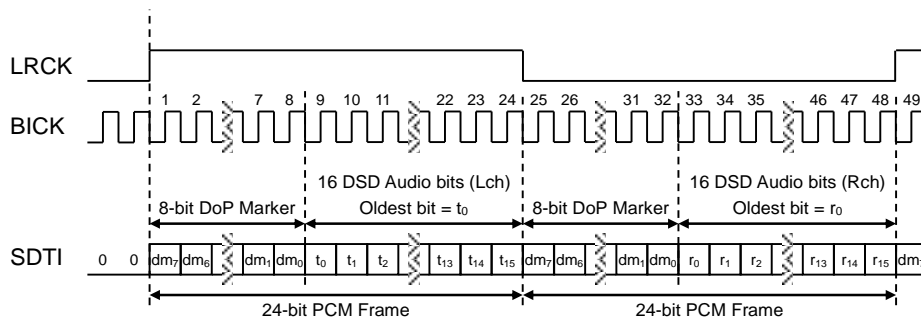 LRCK
1 2 7 8 9 10 11 22 23 24 25 26 31 32 33 34 35 46 47 48 49
BICK
16 DSD Audio bits (Lch) 16 DSD Audio bits (Rch)
8-bit DoP Marker Oldest bit = t₀ 8-bit DoP Marker Oldest bit = r₀
SDTI 0 0 dm₇ dm₆ dm₁ dm₀ t₀ t₁ t₂ t₁₃ t₁₄ t₁₅ dm₇ dm₆ dm₁ dm₀ r₀ r₁ r₂ r₁₃ r₁₄ r₁₅ dm₇
24-bit PCM Frame 24-bit PCM Frame